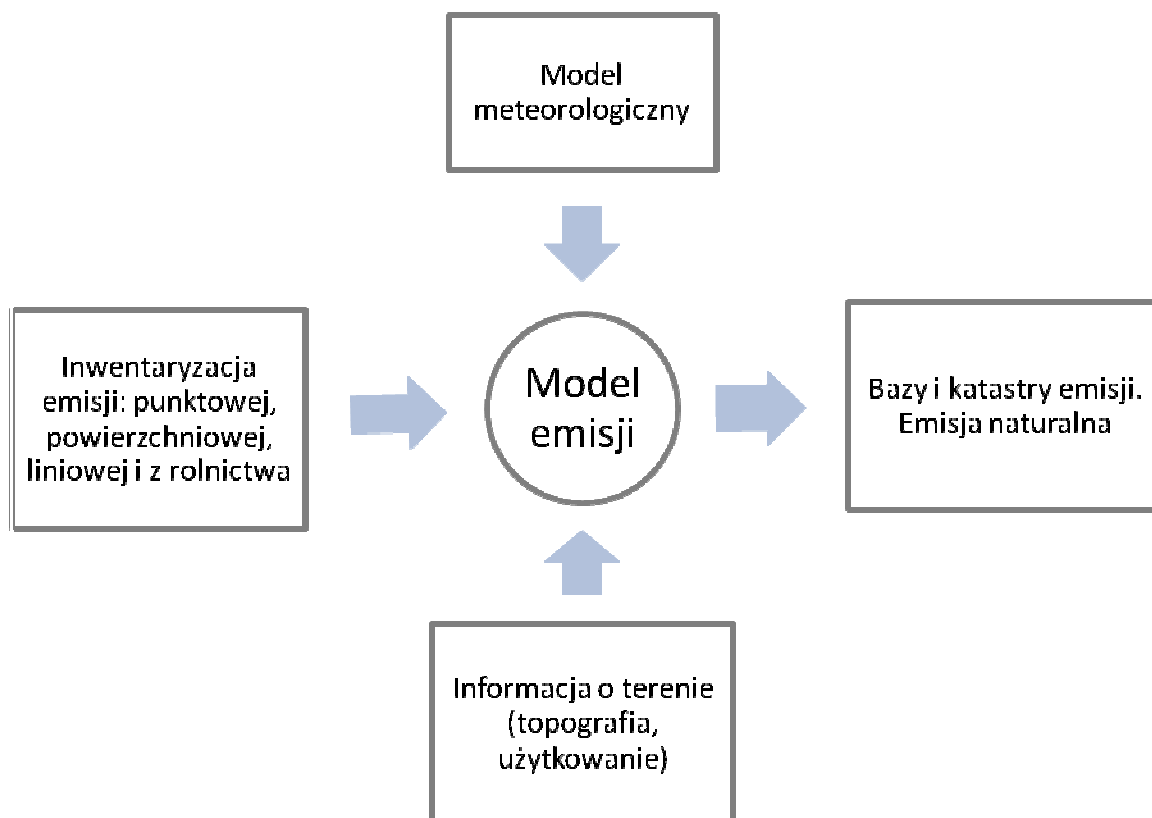 Model
meteorologiczny
Inwentaryzacja
emisji: punktowej,
powierzchniowej,
liniowej i z rolnictwa
Model
emisji
Bazy i katastry emisji.
Emisja naturalna
Informacja o terenie
(topografia,
użytkowanie)